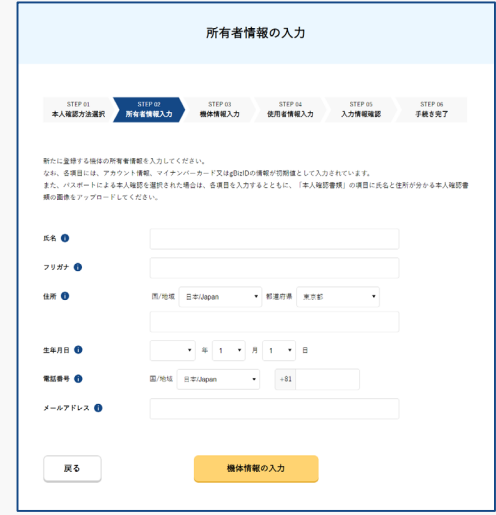 所有者情報の入力
STEP 01
本人確認方法選択
STEP 02
所有者情報入力
STEP 03
機体情報入力
STEP 04
使用者情報入力
STEP 05
入力情報確認
STEP 06
手続き完了
新たに登録する機体の所有者情報を入力してください。
なお、各項目には、アカウント情報、マイナンバーカード又はgBizIDの情報が初期値として入力されています。
また、パスポートによる本人確認を選択された場合は、各項目を入力するとともに、「本人確認書類」の項目に氏名と住所が分かる本人確認書
類の画像をアップロードしてください。
氏名
フリガナ
住所 国/地域 日本/Japan 都道府県 東京都
生年月日 年 1 月 1 日
電話番号 国/地域 日本/Japan +81
メールアドレス
戻る 機体情報の入力